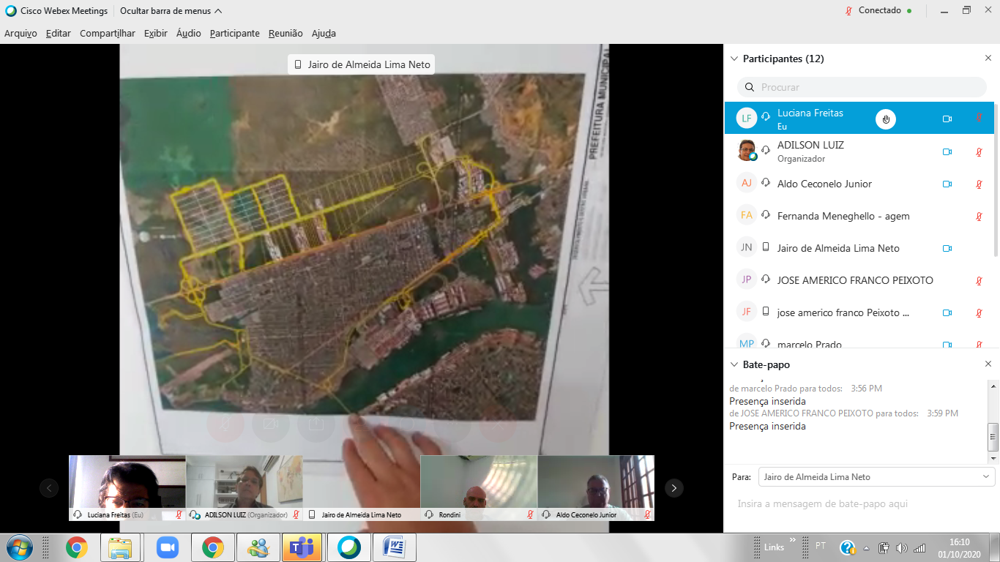 Cisco Webex Meetings
Ocultar barra de menus
Conectado
Arquivo Editar Compartilhar Exibir Áudio Participante Reunião Ajuda
Jairo de Almeida Lima Neto
PREFEITURA MUNICIPAL
Luciana Freitas (Eu)
ADILSON LUIZ (Organizador)
Jairo de Almeida Lima Neto
Rondini
Aldo Ceconelo Junior
Participantes (12)
Procurar
LF Luciana Freitas
Eu
ADILSON LUIZ
Organizador
AJ Aldo Ceconelo Junior
FA Fernanda Meneghello - agem
JN Jairo de Almeida Lima Neto
JP JOSE AMERICO FRANCO PEIXOTO
JF jose americo franco Peixoto ...
MP marcelo Prado
Bate-papo
de marcelo Prado para todos: 3:56 PM
Presença inserida
de JOSE AMERICO FRANCO PEIXOTO para todos: 3:59 PM
Presença inserida
Para: Jairo de Almeida Lima Neto
Insira a mensagem de bate-papo aqui
Links
PT
16:10
01/10/2020